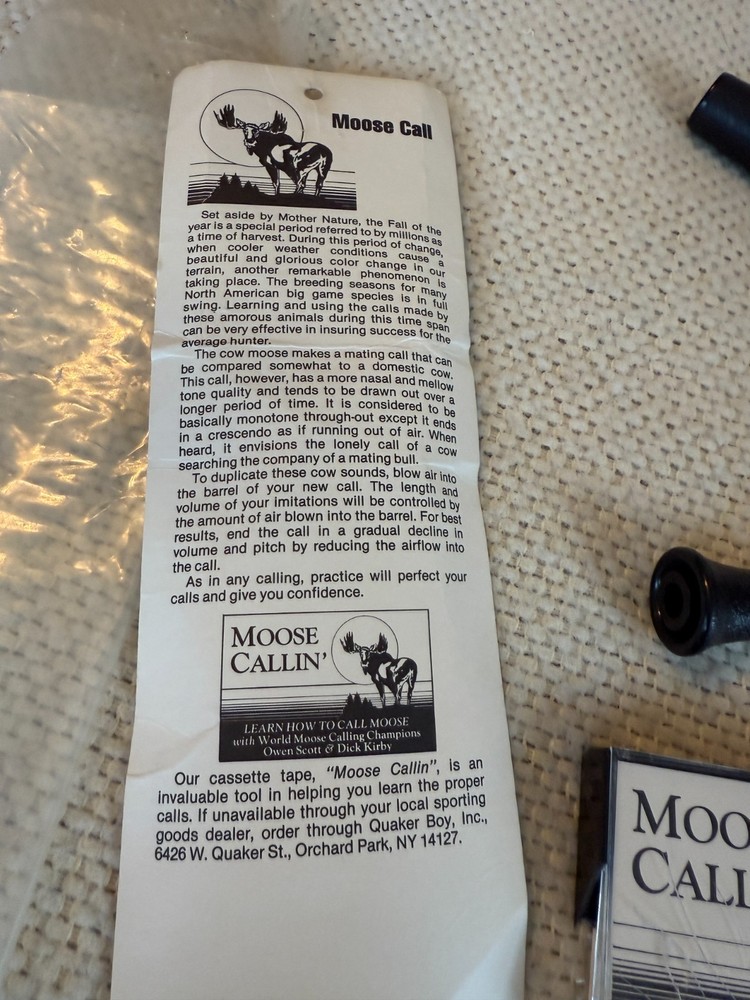 Moose Call
Set aside by Mother Nature, the Fall of the
year is a special period referred to by millions as
a time of harvest. During this period of change,
when cooler weather conditions cause a
beautiful and glorious color change in our
terrain, another remarkable phenomenon is
taking place. The breeding seasons for many
North American big game species is in full
swing. Learning and using the calls made by
these amorous animals during this time span
can be very effective in insuring success for the
average hunter.
The cow moose makes a mating call that can
be compared somewhat to a domestic cow.
This call, however, has a more nasal and mellow
tone quality and tends to be drawn out over a
longer period of time. It is considered to be
basically monotone through-out except it ends
in a crescendo as if running out of air. When
heard, it envisions the lonely call of a cow
searching the company of a mating bull.
To duplicate these cow sounds, blow air into
the barrel of your new call. The length and
volume of your imitations will be controlled by
the amount of air blown into the barrel. For best
results, end the call in a gradual decline in
volume and pitch by reducing the airflow into
the call.
As in any calling, practice will perfect your
calls and give you confidence.
MOOSE
CALLIN'
LEARN HOW TO CALL MOOSE
with World Moose Calling Champions
Owen Scott & Dick Kirby
Our cassette tape, "Moose Callin", is an
invaluable tool in helping you learn the proper
calls. If unavailable through your local sporting
goods dealer, order through Quaker Boy, Inc.,
6426 W. Quaker St., Orchard Park, NY 14127.
MOO
CALL